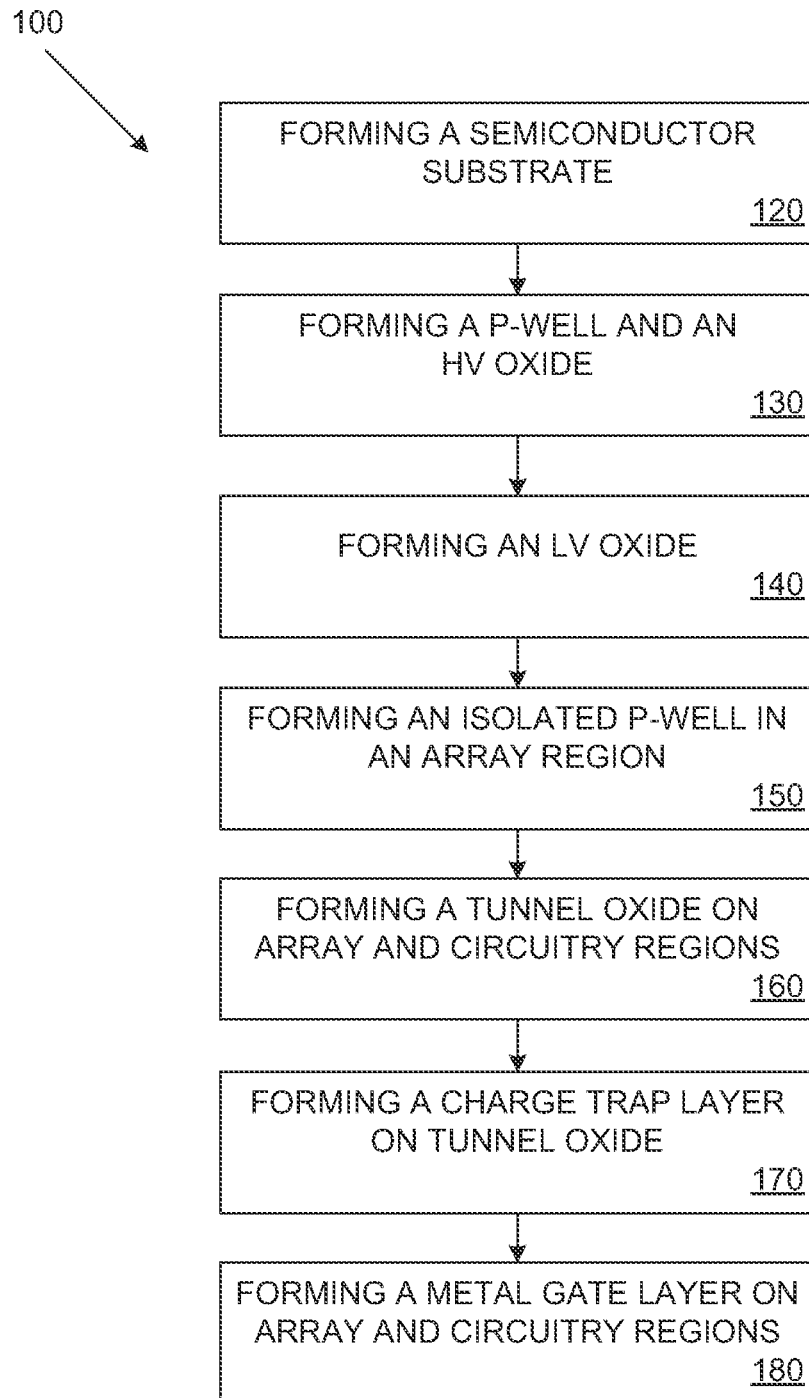 100
FORMING A SEMICONDUCTOR
SUBSTRATE
120
FORMING A P-WELL AND AN
HV OXIDE
130
FORMING AN LV OXIDE
140
FORMING AN ISOLATED P-WELL IN
AN ARRAY REGION
150
FORMING A TUNNEL OXIDE ON
ARRAY AND CIRCUITRY REGIONS
160
FORMING A CHARGE TRAP LAYER
ON TUNNEL OXIDE
170
FORMING A METAL GATE LAYER ON
ARRAY AND CIRCUITRY REGIONS
180